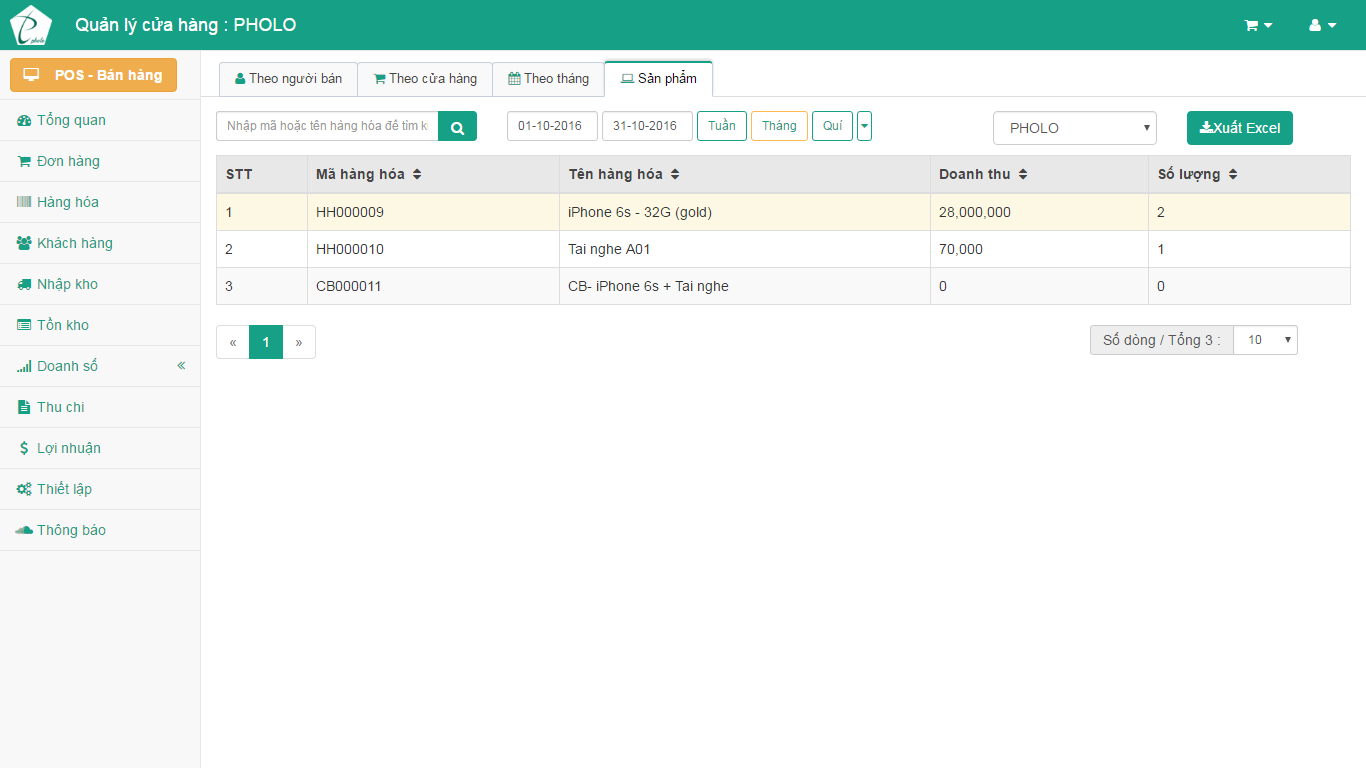 pholo
Quản lý cửa hàng : PHOLO
POS - Bán hàng
Tổng quan
Đơn hàng
Hàng hóa
Khách hàng
Nhập kho
Tồn kho
Doanh số
Thu chi
Lợi nhuận
Thiết lập
Thông báo
Theo người bán Theo cửa hàng Theo tháng Sản phẩm
Nhập mã hoặc tên hàng hóa để tìm 01-10-2016 31-10-2016 Tuần Tháng Quí PHOLO Xuất Excel
STT Mã hàng hóa Tên hàng hóa Doanh thu Số lượng
1 HH000009 iPhone 6s - 32G (gold) 28,000,000 2
2 HH000010 Tai nghe A01 70,000 1
3 CB000011 CB- iPhone 6s + Tai nghe 0 0
« 1 » Số dòng / Tổng 3 : 10